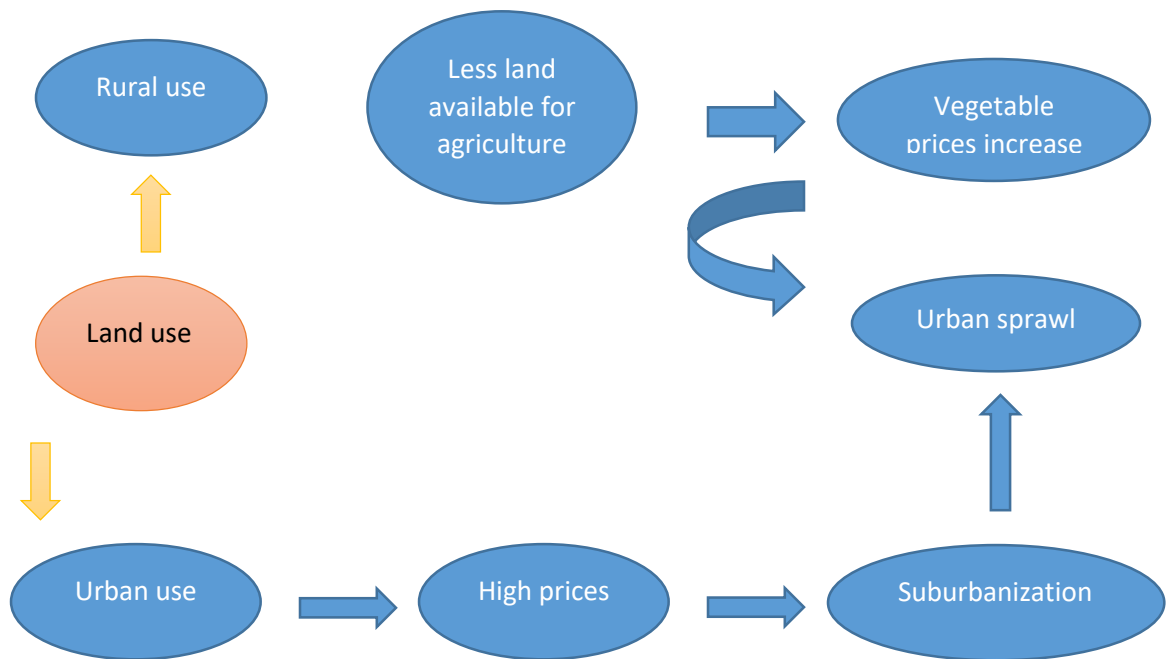 Rural use
Less land
available for
agriculture
Vegetable
prices increase
Land use
Urban sprawl
Urban use
High prices
Suburbanization